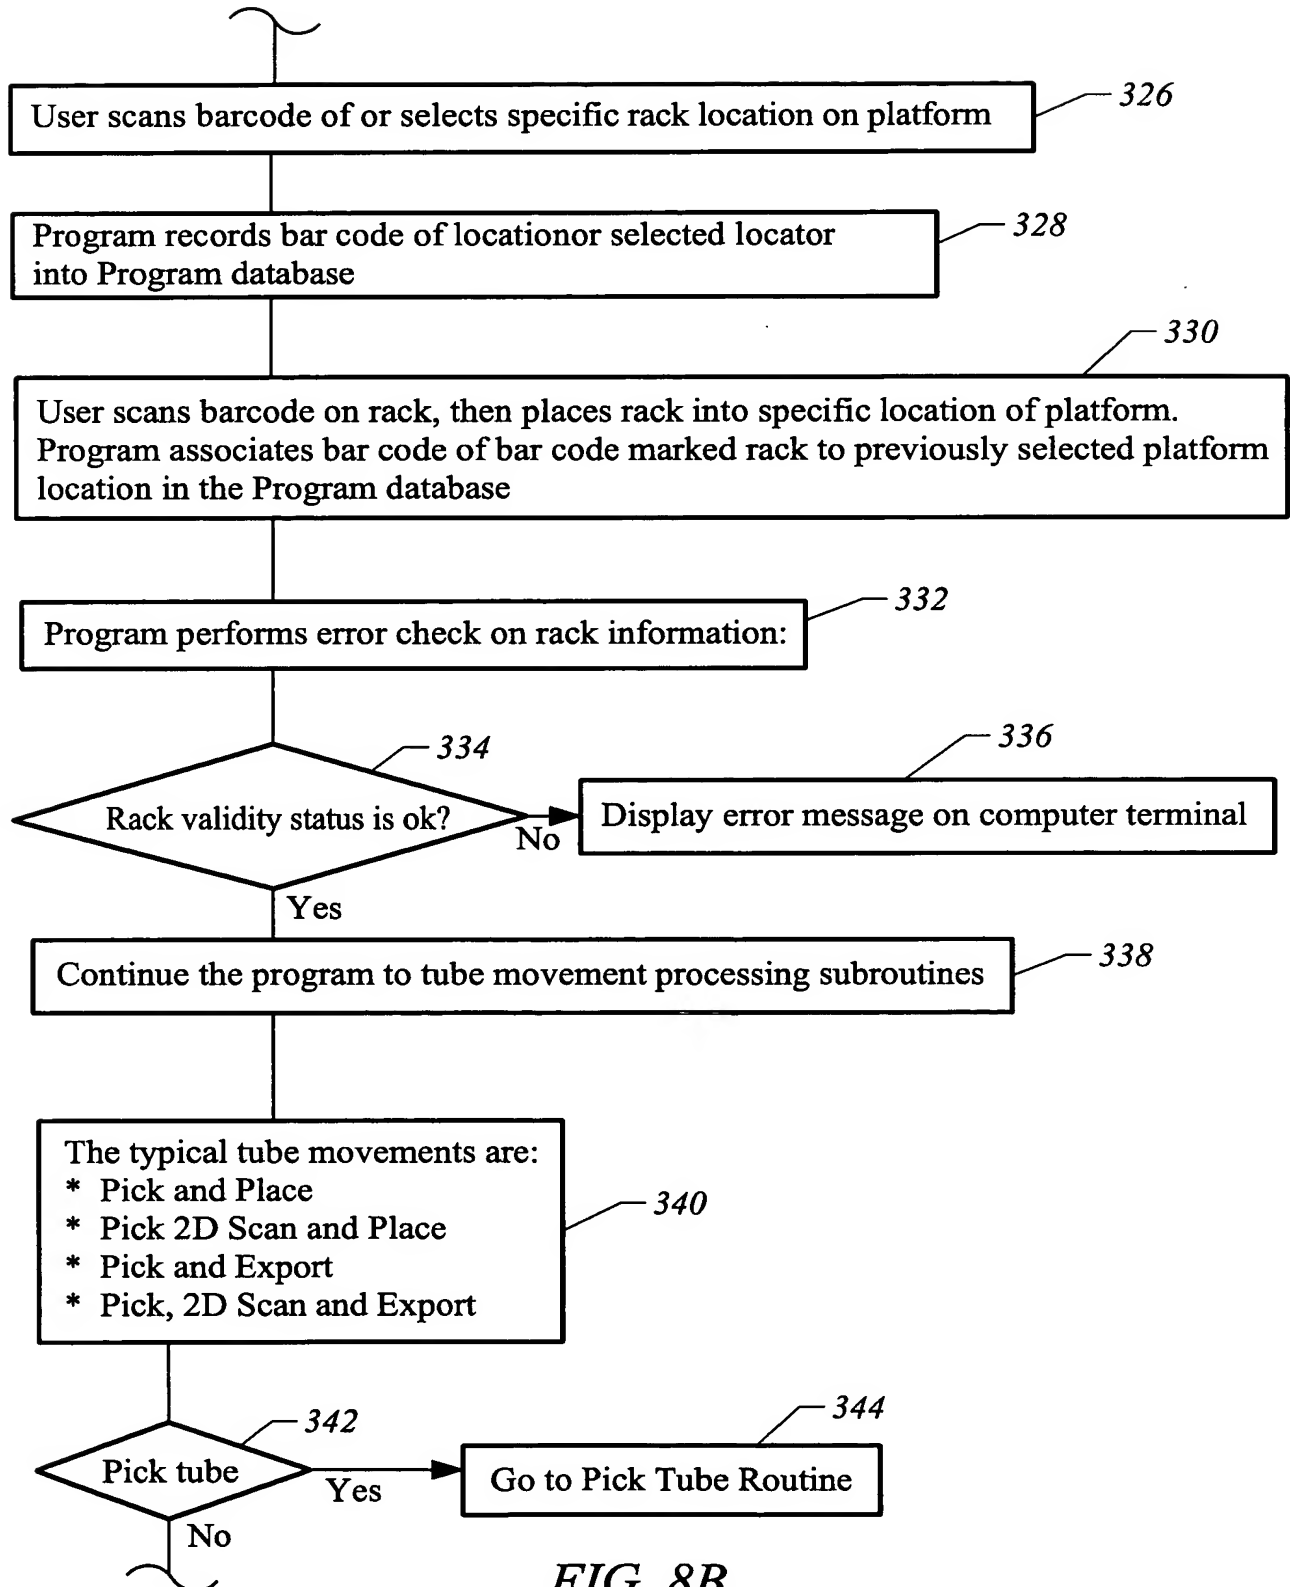 User scans barcode of or selects specific rack location on platform
326
Program records bar code of locationor selected locator
into Program database
328
330
User scans barcode on rack, then places rack into specific location of platform.
Program associates bar code of bar code marked rack to previously selected platform
location in the Program database
332
Program performs error check on rack information:
334
336
Rack validity status is ok?
No
Display error message on computer terminal
Yes
Continue the program to tube movement processing subroutines
338
The typical tube movements are:
* Pick and Place
* Pick 2D Scan and Place
* Pick and Export
* Pick, 2D Scan and Export
340
342
344
Pick tube
Yes
Go to Pick Tube Routine
No
FIG. 8B